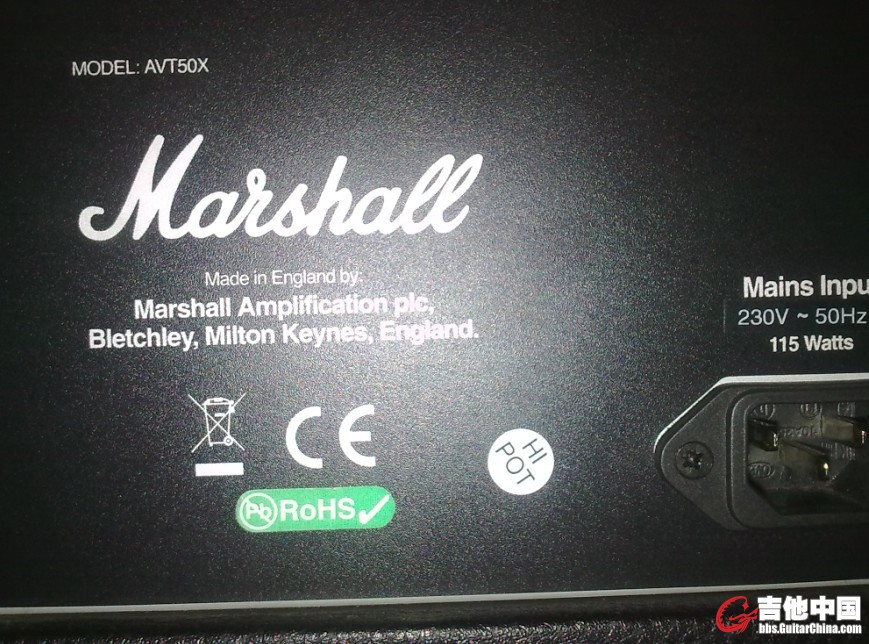 MODEL: AVT50X
Marshall
Made in England by:
Marshall Amplification plc,
Bletchley, Milton Keynes, England.
Mains Inpu
230V ~ 50Hz
115 Watts
CE
HI
POT
Pb RoHS
吉他中国
bbs.GuitarChina.com